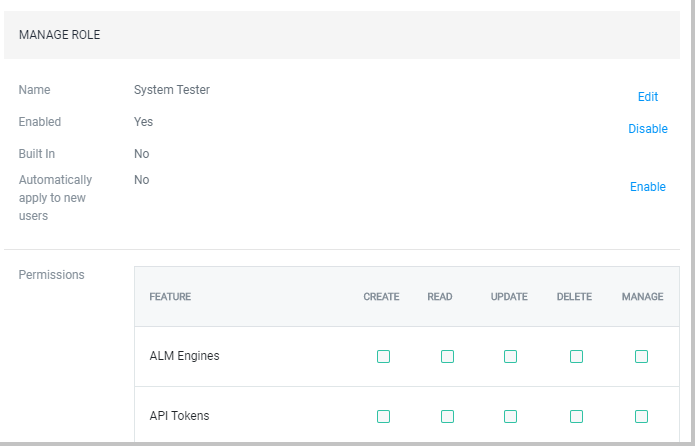 MANAGE ROLE
Name System Tester Edit
Enabled Yes Disable
Built In No
Automatically apply to new users No Enable
Permissions
FEATURE CREATE READ UPDATE DELETE MANAGE
ALM Engines
API Tokens